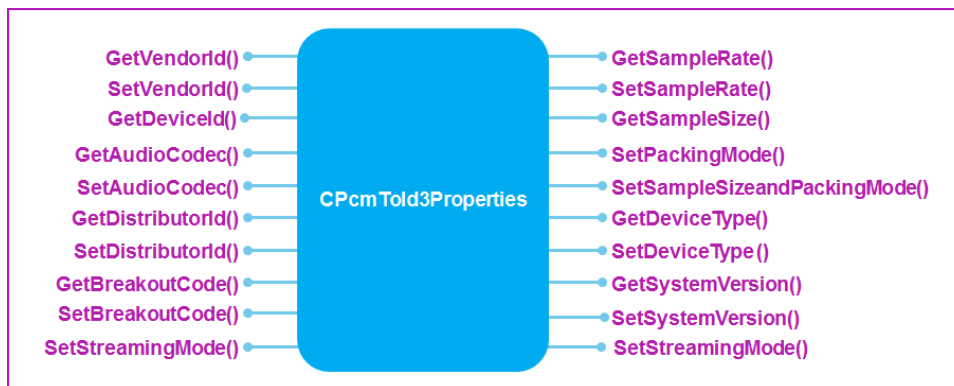 GetVendorId()
SetVendorId()
GetDeviceId()
GetAudioCodec()
SetAudioCodec()
GetDistributorId()
SetDistributorId()
GetBreakoutCode()
SetBreakoutCode()
SetStreamingMode()
CPcmToId3Properties
GetSampleRate()
SetSampleRate()
GetSampleSize()
SetPackingMode()
SetSampleSizeandPackingMode()
GetDeviceType()
SetDeviceType()
GetSystemVersion()
SetSystemVersion()
SetStreamingMode()